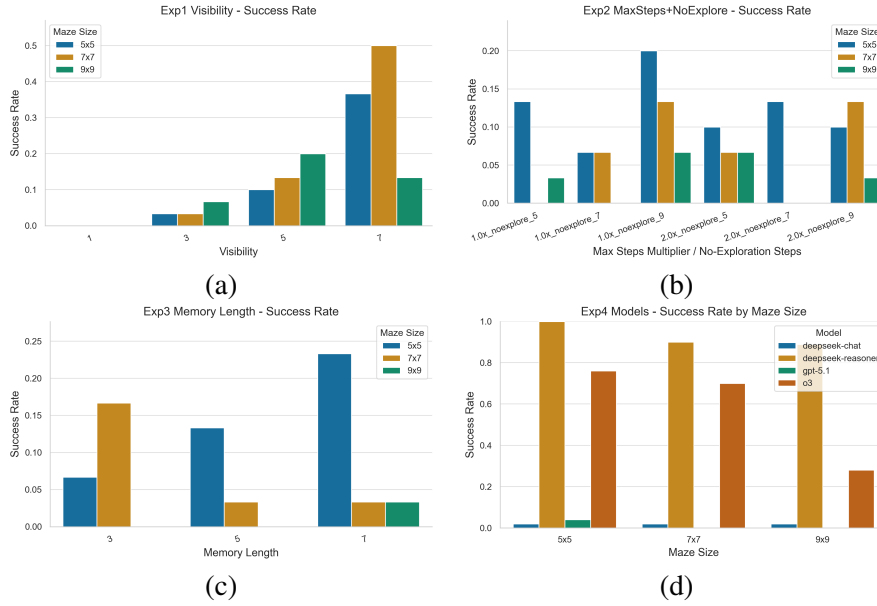 Exp1 Visibility - Success Rate
Maze Size
5x5
7x7
9x9
Success Rate
0.5
0.4
0.3
0.2
0.1
0.0
1
3
5
7
Visibility
(a)
Exp2 MaxSteps+NoExplore - Success Rate
Maze Size
5x5
7x7
9x9
Success Rate
0.20
0.15
0.10
0.05
0.00
1.0x_noexplore_5
1.0x_noexplore_7
1.0x_noexplore_9
2.0x_noexplore_5
2.0x_noexplore_7
2.0x_noexplore_9
Max Steps Multiplier / No-Exploration Steps
(b)
Exp3 Memory Length - Success Rate
Maze Size
5x5
7x7
9x9
Success Rate
0.25
0.20
0.15
0.10
0.05
0.00
3
5
7
Memory Length
(c)
Exp4 Models - Success Rate by Maze Size
Model
deepseek-chat
deepseek-reasoner
gpt-5.1
o3
Success Rate
1.0
0.8
0.6
0.4
0.2
0.0
5x5
7x7
9x9
Maze Size
(d)